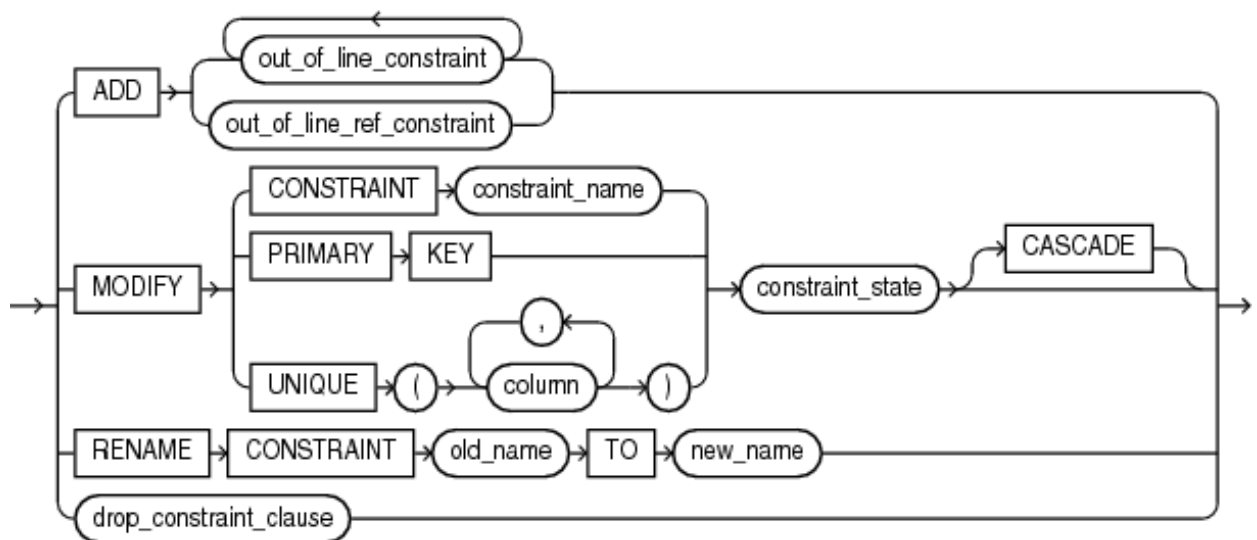 out_of_line_constraint
ADD
out_of_line_ref_constraint
CONSTRAINT constraint_name
PRIMARY KEY CASCADE
MODIFY constraint_state
,
UNIQUE ( column )
RENAME CONSTRAINT old_name TO new_name
drop_constraint_clause